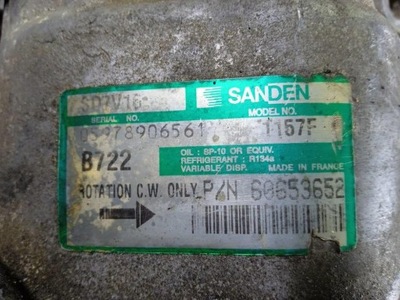 SD7V16 SANDEN
SERIAL NO. MODEL NO.
1157F
B722
OIL : SP-10 OR EQUIV.
REFRIGERANT : R134a
VARIABLE DISP. MADE IN FRANCE
ROTATION C.W. ONLY P/N 60653652